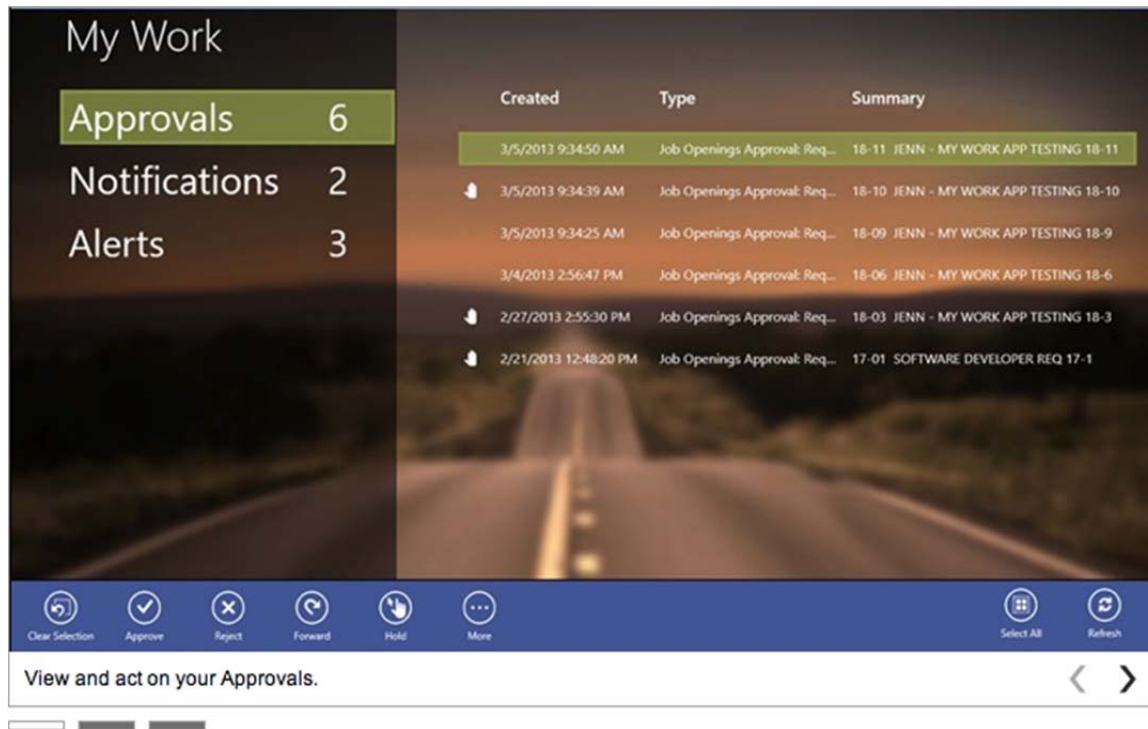 My Work
Approvals 6
Notifications 2
Alerts 3
Created Type Summary
3/5/2013 9:34:50 AM Job Openings Approval: Req... 18-11 JENN - MY WORK APP TESTING 18-11
3/5/2013 9:34:39 AM Job Openings Approval: Req... 18-10 JENN - MY WORK APP TESTING 18-10
3/5/2013 9:34:25 AM Job Openings Approval: Req... 18-09 JENN - MY WORK APP TESTING 18-9
3/4/2013 2:56:47 PM Job Openings Approval: Req... 18-06 JENN - MY WORK APP TESTING 18-6
2/27/2013 2:55:30 PM Job Openings Approval: Req... 18-03 JENN - MY WORK APP TESTING 18-3
2/21/2013 12:48:20 PM Job Openings Approval: Req... 17-01 SOFTWARE DEVELOPER REQ 17-1
Clear Selection Approve Reject Forward Hold More Select All Refresh
View and act on your Approvals.